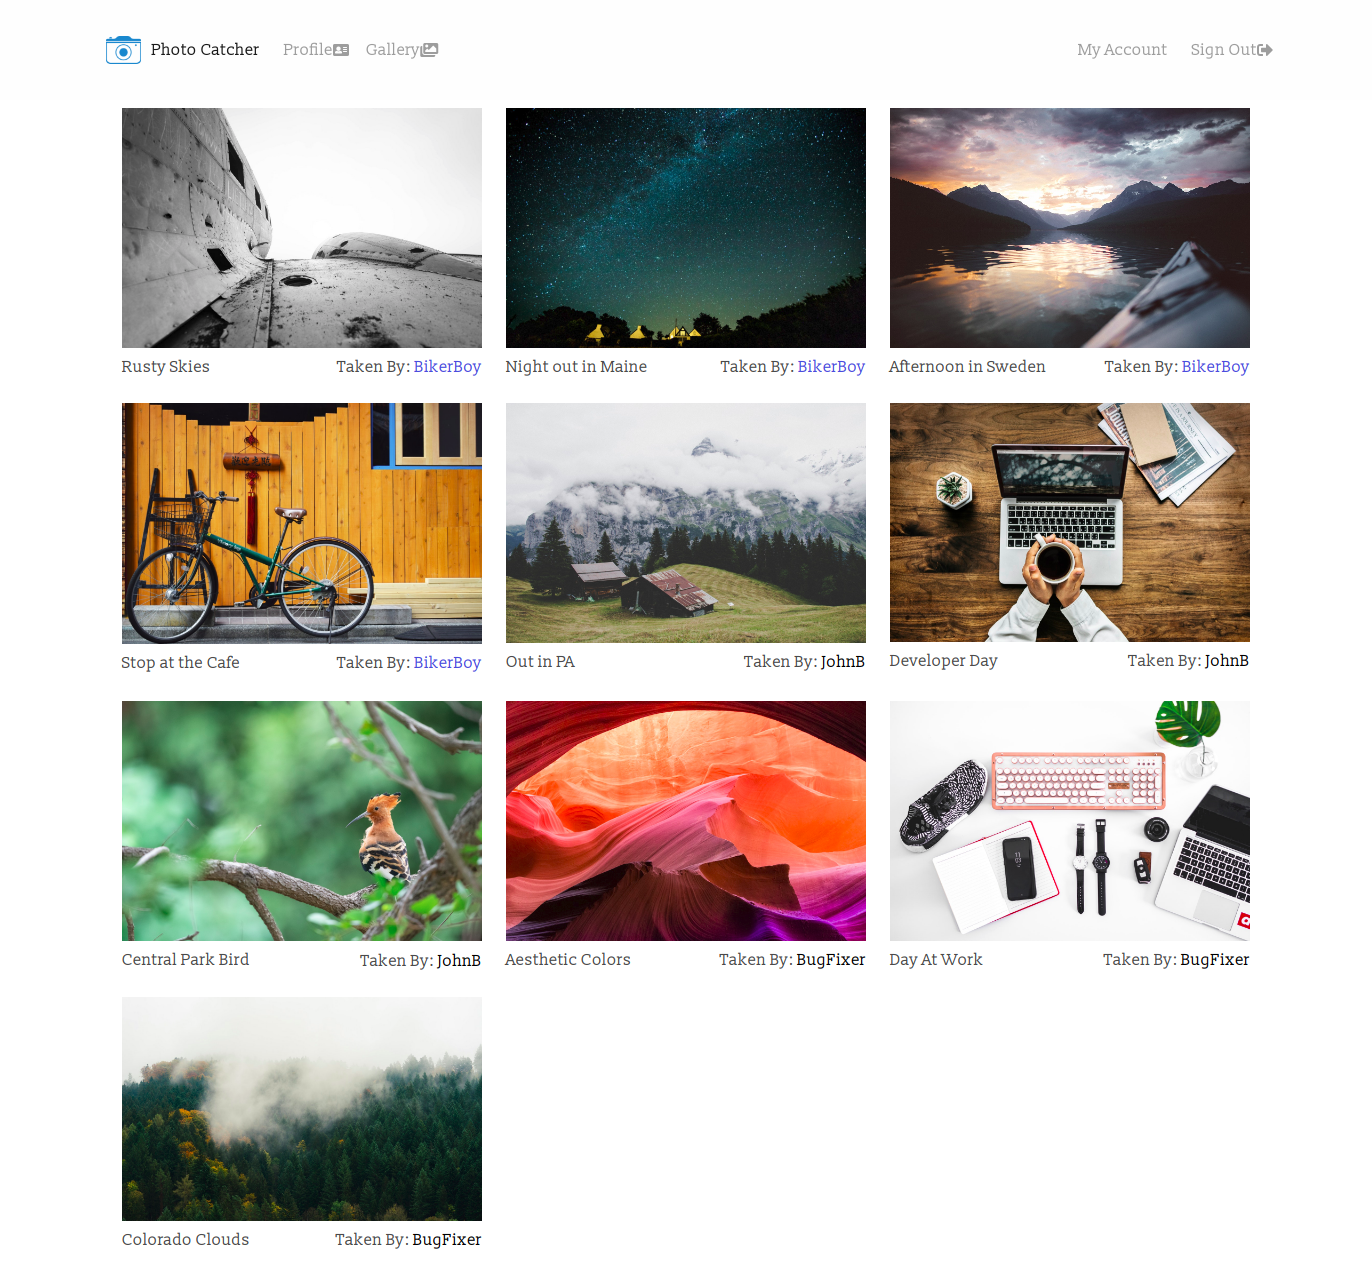 Photo Catcher Profile Gallery My Account Sign Out
Rusty Skies Taken By: BikerBoy
Night out in Maine Taken By: BikerBoy
Afternoon in Sweden Taken By: BikerBoy
Stop at the Cafe Taken By: BikerBoy
Out in PA Taken By: JohnB
Developer Day Taken By: JohnB
Central Park Bird Taken By: JohnB
Aesthetic Colors Taken By: BugFixer
Day At Work Taken By: BugFixer
Colorado Clouds Taken By: BugFixer